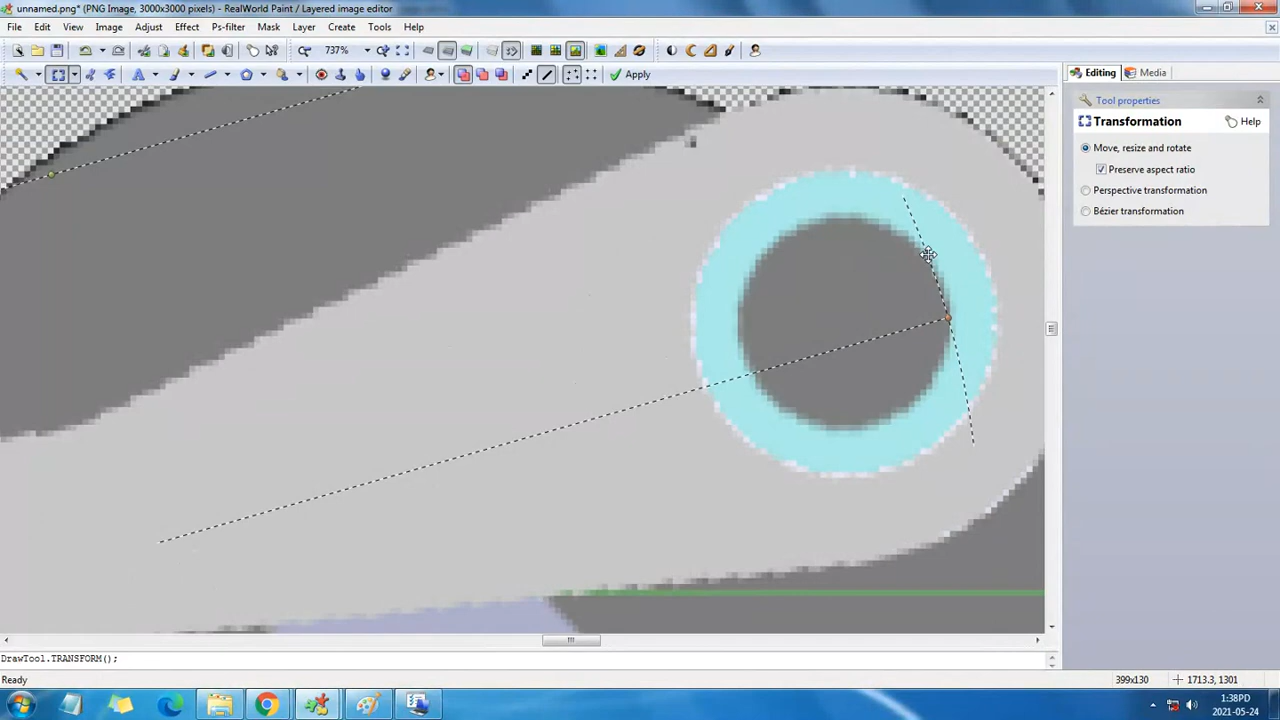 unnamed.png* (PNG Image, 3000x3000 pixels) - RealWorld Paint / Layered image editor
File Edit View Image Adjust Effect Ps-filter Mask Layer Create Tools Help
737%
Apply
Editing Media
Tool properties
Transformation Help
Move, resize and rotate
Preserve aspect ratio
Perspective transformation
Bézier transformation
DrawTool.TRANSFORM();
Ready 399x130 1713.3, 1301
1:38PD
2021-05-24